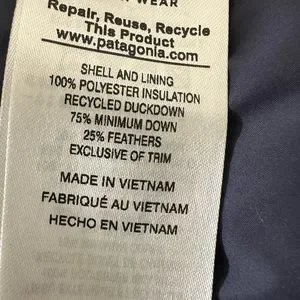 WEAR
Repair, Reuse, Recycle
This Product
www.patagonia.com
SHELL AND LINING
100% POLYESTER INSULATION
RECYCLED DUCKDOWN
75% MINIMUM DOWN
25% FEATHERS
EXCLUSIVE OF TRIM
MADE IN VIETNAM
FABRIQUÉ AU VIETNAM
HECHO EN VIETNAM